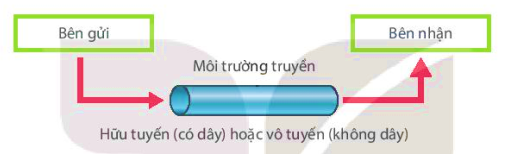 Bên gửi
Bên nhận
Môi trường truyền
Hữu tuyến (có dây) hoặc vô tuyến (không dây)